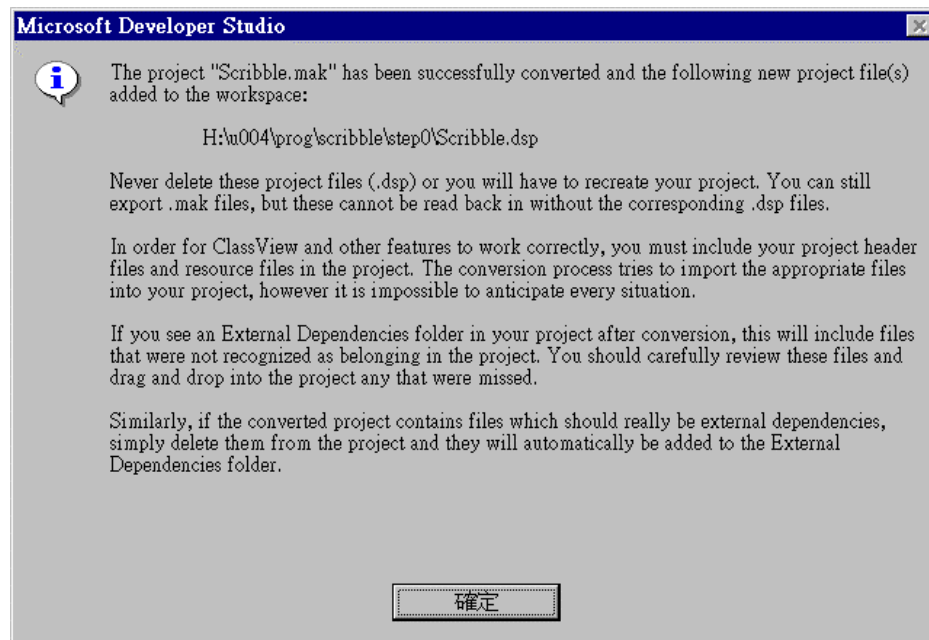 Microsoft Developer Studio
The project "Scribble.mak" has been successfully converted and the following new project file(s)
added to the workspace:
H:\u004\prog\scribble\step0\Scribble.dsp
Never delete these project files (.dsp) or you will have to recreate your project. You can still
export .mak files, but these cannot be read back in without the corresponding .dsp files.
In order for ClassView and other features to work correctly, you must include your project header
files and resource files in the project. The conversion process tries to import the appropriate files
into your project, however it is impossible to anticipate every situation.
If you see an External Dependencies folder in your project after conversion, this will include files
that were not recognized as belonging in the project. You should carefully review these files and
drag and drop into the project any that were missed.
Similarly, if the converted project contains files which should really be external dependencies,
simply delete them from the project and they will automatically be added to the External
Dependencies folder.
確定